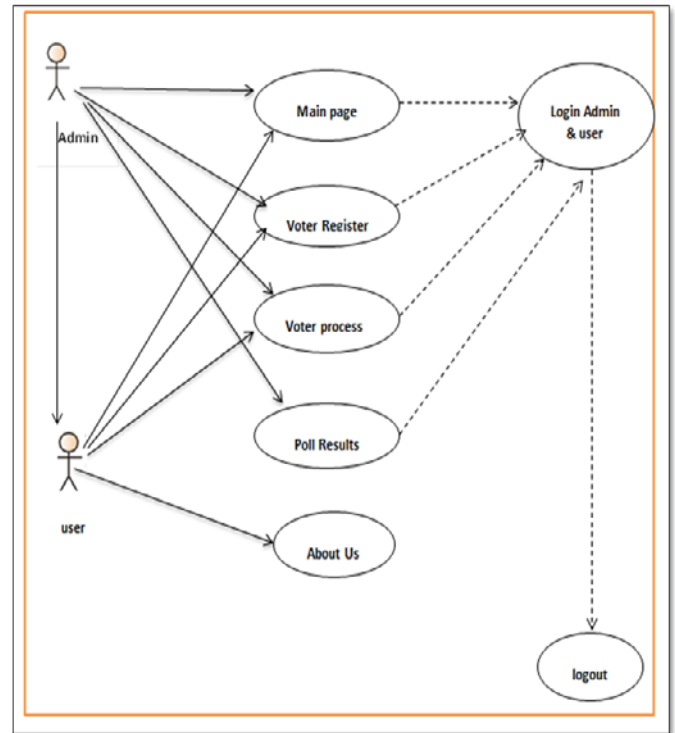 Main page
Login Admin
& user
Admin
Voter Register
Voter process
Poll Results
user
About Us
logout